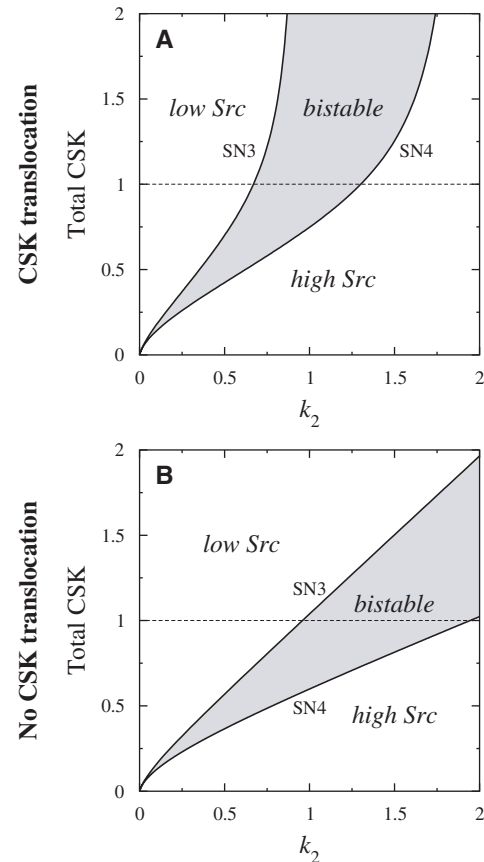 CSK translocation
A
Total CSK
2
1.5
1
0.5
0
low Src
bistable
SN3
SN4
high Src
0 0.5 1 1.5 2
k2
No CSK translocation
B
Total CSK
2
1.5
1
0.5
0
low Src
SN3
bistable
SN4
high Src
0 0.5 1 1.5 2
k2